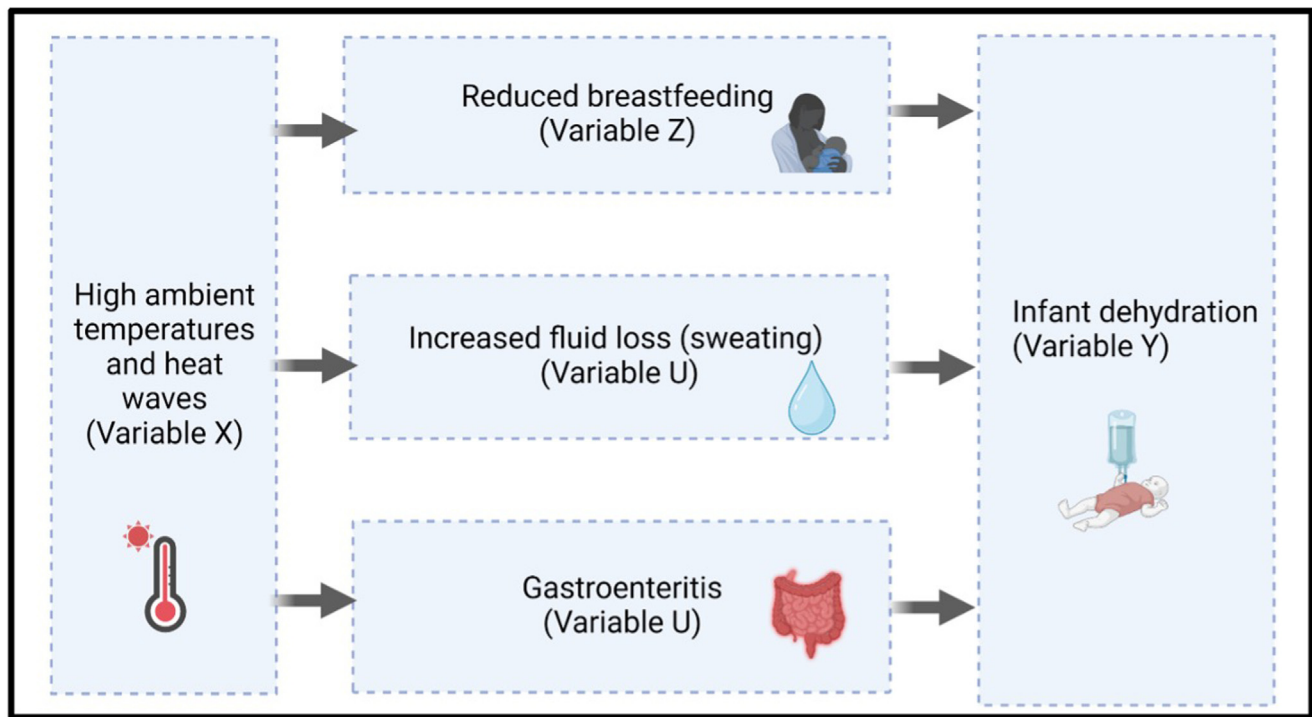 High ambient
temperatures
and heat
waves
(Variable X)
Reduced breastfeeding
(Variable Z)
Increased fluid loss (sweating)
(Variable U)
Gastroenteritis
(Variable U)
Infant dehydration
(Variable Y)